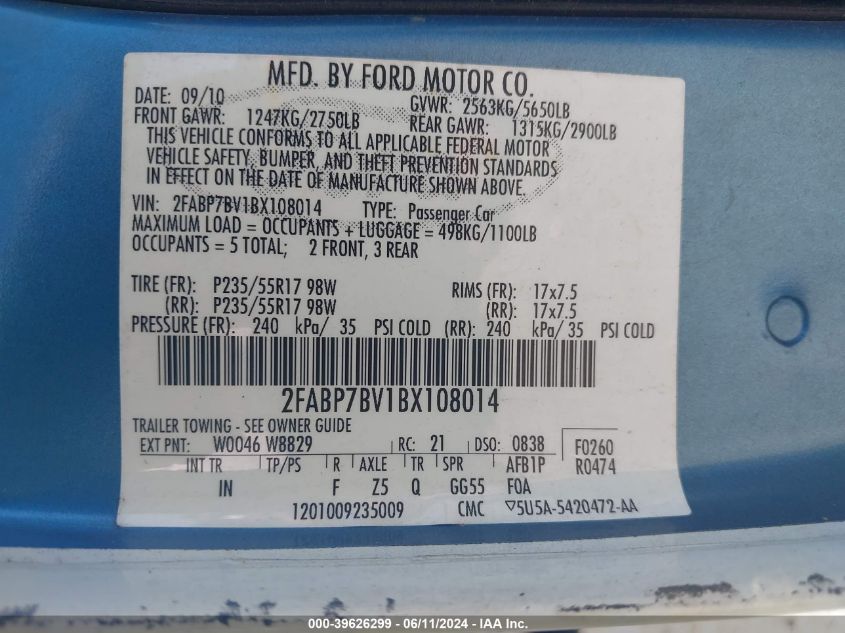 MFD. BY FORD MOTOR CO.
DATE: 09/10 GVWR: 2563KG/5650LB
FRONT GAWR: 1247KG/2750LB REAR GAWR: 1315KG/2900LB
THIS VEHICLE CONFORMS TO ALL APPLICABLE FEDERAL MOTOR
VEHICLE SAFETY, BUMPER, AND THEFT PREVENTION STANDARDS
IN EFFECT ON THE DATE OF MANUFACTURE SHOWN ABOVE.
VIN: 2FABP7BV1BX108014 TYPE: Passenger Car
MAXIMUM LOAD = OCCUPANTS + LUGGAGE = 498KG/1100LB
OCCUPANTS = 5 TOTAL; 2 FRONT, 3 REAR
TIRE (FR): P235/55R17 98W RIMS (FR): 17x7.5
(RR): P235/55R17 98W (RR): 17x7.5
PRESSURE (FR): 240 kPa/ 35 PSI COLD (RR): 240 kPa/ 35 PSI COLD
2FABP7BV1BX108014
TRAILER TOWING - SEE OWNER GUIDE
EXT PNT: W0046 W8829 RC: 21 DSO: 0838 F0260
INT TR TP/PS R AXLE TR SPR AFB1P R0474
IN F Z5 Q GG55 FOA
1201009235009 CMC ▽5U5A-5420472-AA
000-39626299 - 06/11/2024 - IAA Inc.